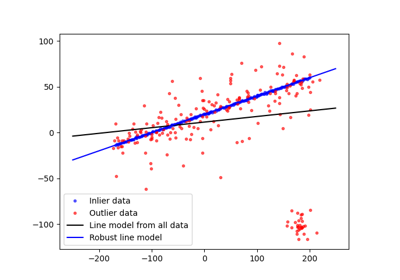 100
50
0
−50
−100
Inlier data
Outlier data
Line model from all data
Robust line model
−200
−100
0
100
200